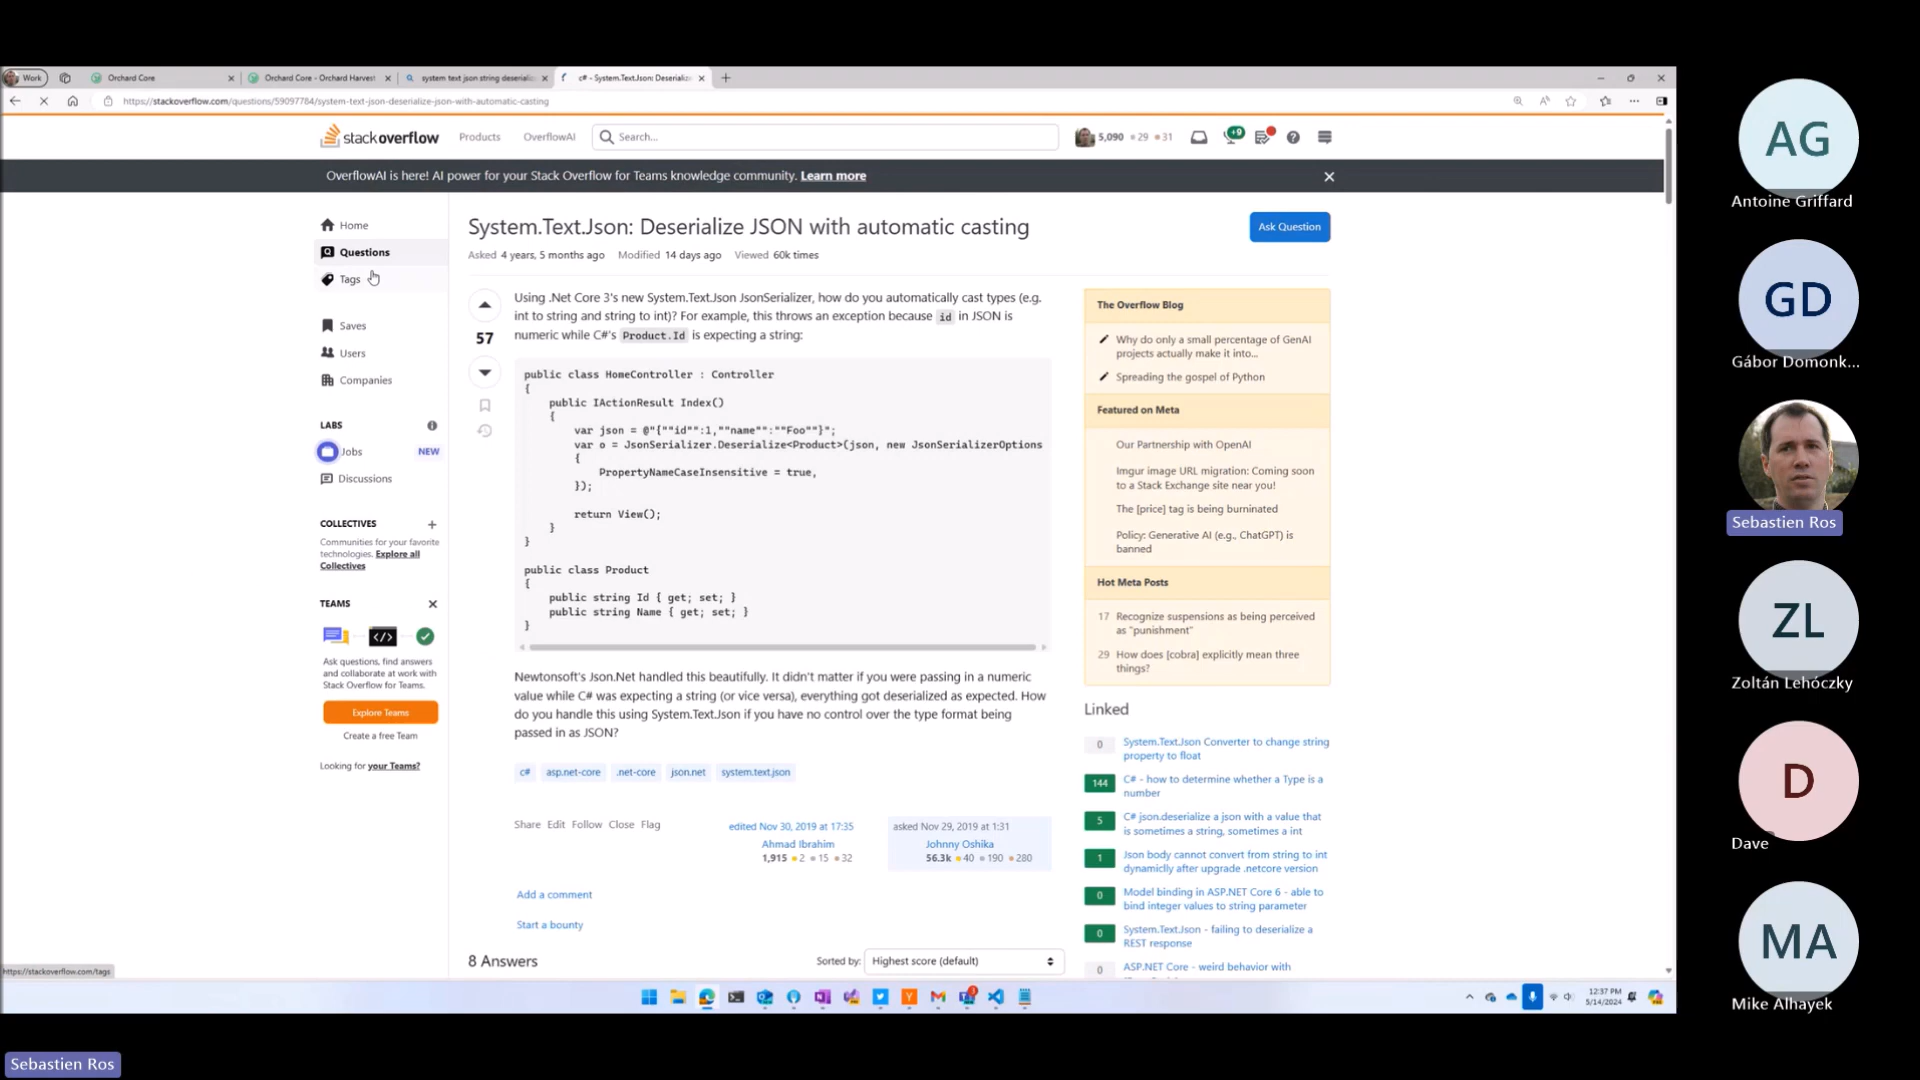 Work
Orchard Core
Orchard Core - Orchard Harvest
system text json string deserializ
c# - System.Text.Json: Deserialize
https://stackoverflow.com/questions/59097784/system-text-json-deserialize-json-with-automatic-casting
stackoverflow
Products
OverflowAI
Search...
5,090
29
31
+9
OverflowAI is here! AI power for your Stack Overflow for Teams knowledge community. Learn more
Home
Questions
Tags
Saves
Users
Companies
LABS
Jobs
NEW
Discussions
COLLECTIVES
Communities for your favorite
technologies. Explore all
Collectives
TEAMS
Ask questions, find answers
and collaborate at work with
Stack Overflow for Teams.
Explore Teams
Create a free Team
Looking for your Teams?
System.Text.Json: Deserialize JSON with automatic casting
Ask Question
Asked 4 years, 5 months ago Modified 14 days ago Viewed 60k times
57
Using .Net Core 3's new System.Text.Json JsonSerializer, how do you automatically cast types (e.g.
int to string and string to int)? For example, this throws an exception because id in JSON is
numeric while C#'s Product.Id is expecting a string:
public class HomeController : Controller
{
public IActionResult Index()
{
var json = @"{""id"":1,""name"":""Foo""}";
var o = JsonSerializer.Deserialize<Product>(json, new JsonSerializerOptions
{
PropertyNameCaseInsensitive = true,
});
return View();
}
}
public class Product
{
public string Id { get; set; }
public string Name { get; set; }
}
Newtonsoft's Json.Net handled this beautifully. It didn't matter if you were passing in a numeric
value while C# was expecting a string (or vice versa), everything got deserialized as expected. How
do you handle this using System.Text.Json if you have no control over the type format being
passed in as JSON?
c# asp.net-core .net-core json.net system.text.json
Share Edit Follow Close Flag
edited Nov 30, 2019 at 17:35
Ahmad Ibrahim
1,915 2 15 32
asked Nov 29, 2019 at 1:31
Johnny Oshika
56.3k 40 190 280
Add a comment
Start a bounty
8 Answers
Sorted by: Highest score (default)
The Overflow Blog
Why do only a small percentage of GenAI
projects actually make it into...
Spreading the gospel of Python
Featured on Meta
Our Partnership with OpenAI
Imgur image URL migration: Coming soon
to a Stack Exchange site near you!
The [price] tag is being burninated
Policy: Generative AI (e.g., ChatGPT) is
banned
Hot Meta Posts
17 Recognize suspensions as being perceived
as "punishment"
29 How does [cobra] explicitly mean three
things?
Linked
0 System.Text.Json Converter to change string
property to float
144 C# - how to determine whether a Type is a
number
5 C# json.deserialize a json with a value that
is sometimes a string, sometimes a int
1 Json body cannot convert from string to int
dynamiclly after upgrade .netcore version
0 Model binding in ASP.NET Core 6 - able to
bind integer values to string parameter
0 System.Text.Json - failing to deserialize a
REST response
0 ASP.NET Core - weird behavior with
https://stackoverflow.com/tags
12:37 PM
5/14/2024
Sebastien Ros
AG
Antoine Griffard
GD
Gábor Domonk...
Sebastien Ros
ZL
Zoltán Lehóczky
D
Dave
MA
Mike Alhayek